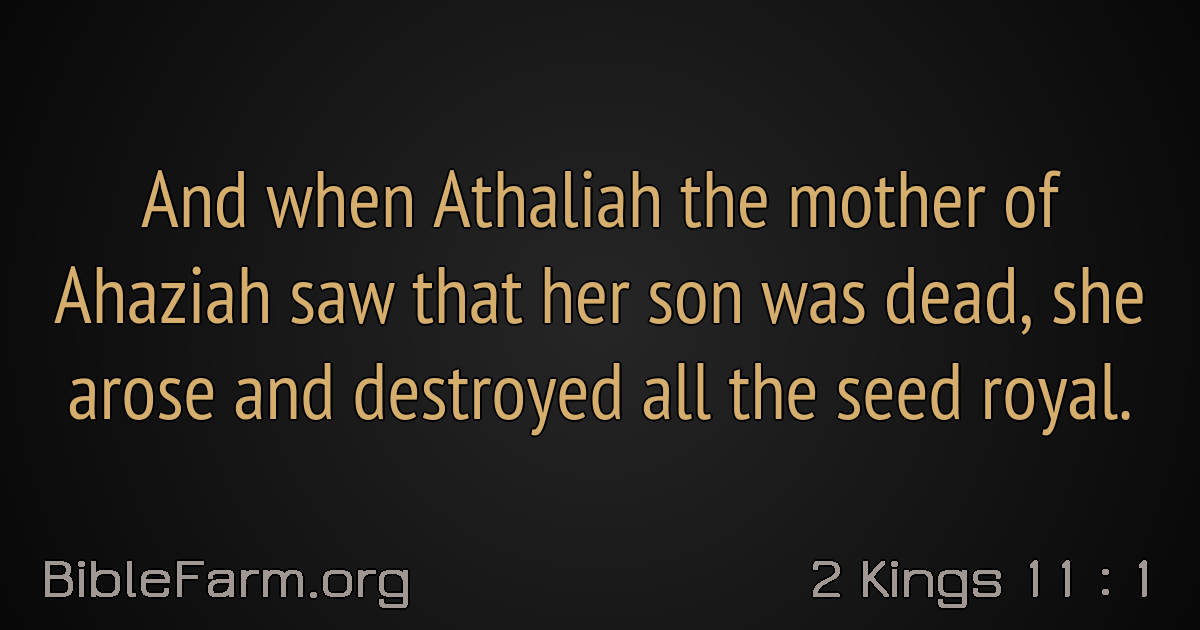 And when Athaliah the mother of
Ahaziah saw that her son was dead, she
arose and destroyed all the seed royal.
BibleFarm.org
2 Kings 11 : 1